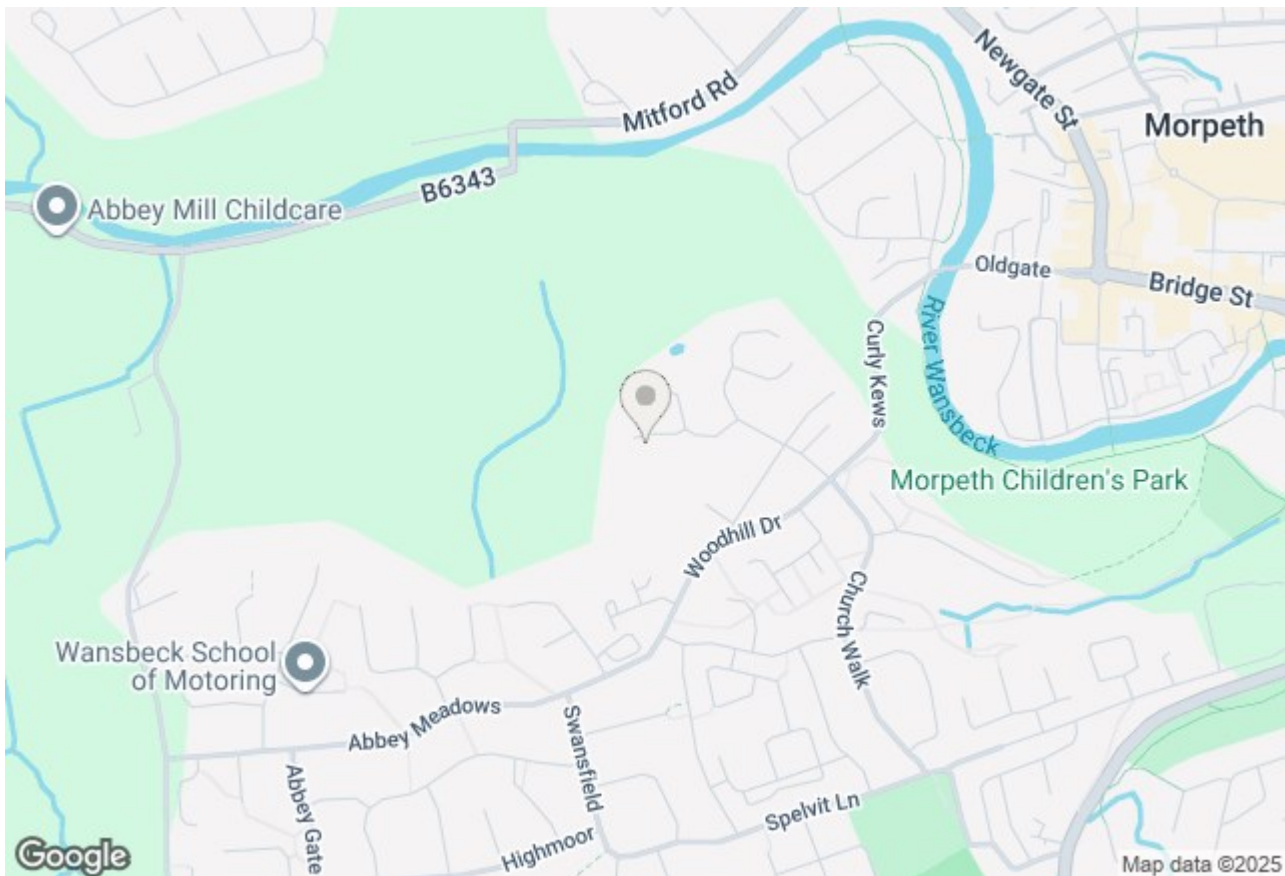 Mitford Rd
Newgate St
Morpeth
B6343
Abbey Mill Childcare
Oldgate
Bridge St
River Wansbeck
Curly Kews
Morpeth Children's Park
Woodhill Dr
Church Walk
Wansbeck School
of Motoring
Abbey Meadows
Swansfield
Abbey Gate
Spelvit Ln
Highmoor
Google
Map data ©2025